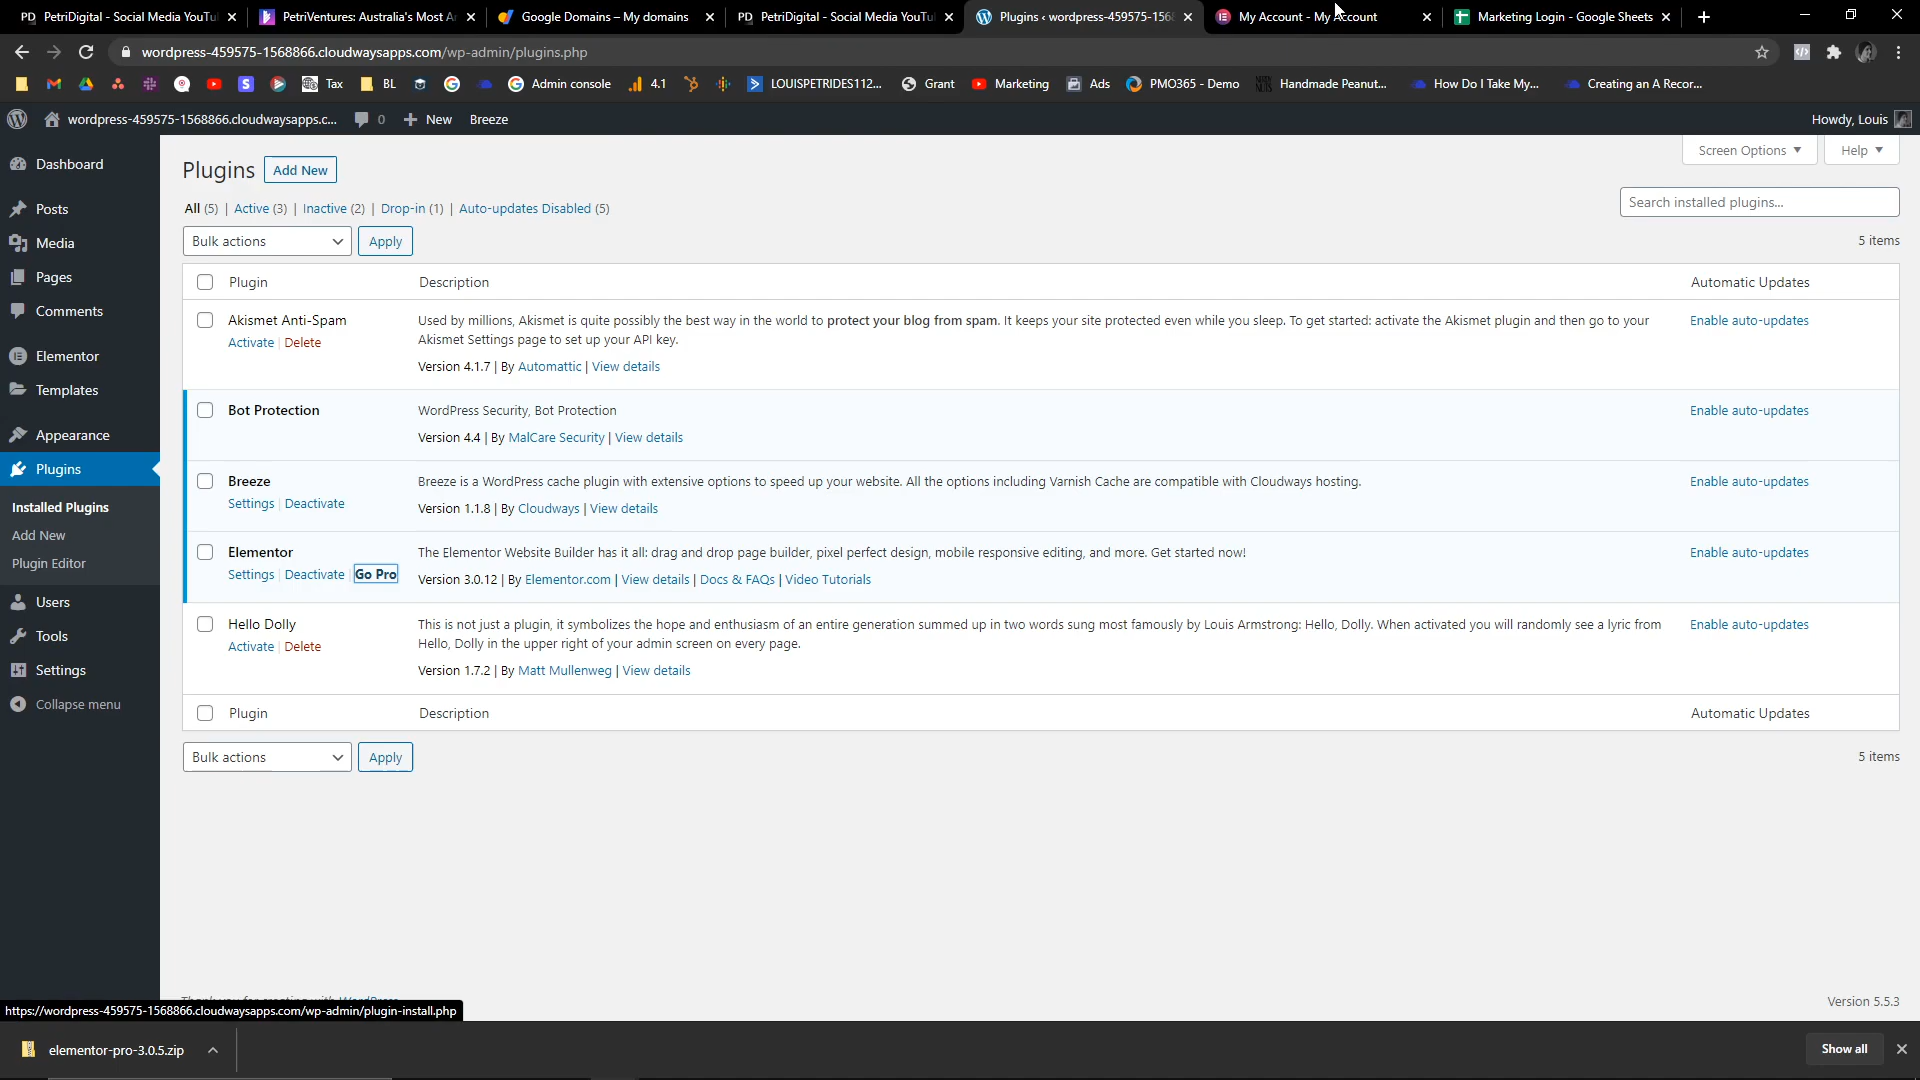 PD PetriDigital - Social Media YouTu
PetriVentures: Australia's Most A
Google Domains – My domains
PD PetriDigital - Social Media YouTu
Plugins ‹ wordpress-459575-156
My Account - My Account
Marketing Login - Google Sheets
wordpress-459575-1568866.cloudwaysapps.com/wp-admin/plugins.php
Tax
BL
Admin console
4.1
LOUISPETRIDES112...
Grant
Marketing
Ads
PMO365 - Demo
Handmade Peanut...
How Do I Take My...
Creating an A Recor...
wordpress-459575-1568866.cloudwaysapps.c...
0
New
Breeze
Howdy, Louis
Dashboard
Posts
Media
Pages
Comments
Elementor
Templates
Appearance
Plugins
Installed Plugins
Add New
Plugin Editor
Users
Tools
Settings
Collapse menu
Screen Options
Help
Plugins
Add New
All (5) | Active (3) | Inactive (2) | Drop-in (1) | Auto-updates Disabled (5)
Search installed plugins...
Bulk actions
Apply
5 items
Plugin
Description
Automatic Updates
Akismet Anti-Spam
Activate | Delete
Used by millions, Akismet is quite possibly the best way in the world to protect your blog from spam. It keeps your site protected even while you sleep. To get started: activate the Akismet plugin and then go to your
Akismet Settings page to set up your API key.
Version 4.1.7 | By Automattic | View details
Enable auto-updates
Bot Protection
WordPress Security, Bot Protection
Version 4.4 | By MalCare Security | View details
Enable auto-updates
Breeze
Settings | Deactivate
Breeze is a WordPress cache plugin with extensive options to speed up your website. All the options including Varnish Cache are compatible with Cloudways hosting.
Version 1.1.8 | By Cloudways | View details
Enable auto-updates
Elementor
Settings | Deactivate | Go Pro
The Elementor Website Builder has it all: drag and drop page builder, pixel perfect design, mobile responsive editing, and more. Get started now!
Version 3.0.12 | By Elementor.com | View details | Docs & FAQs | Video Tutorials
Enable auto-updates
Hello Dolly
Activate | Delete
This is not just a plugin, it symbolizes the hope and enthusiasm of an entire generation summed up in two words sung most famously by Louis Armstrong: Hello, Dolly. When activated you will randomly see a lyric from
Hello, Dolly in the upper right of your admin screen on every page.
Version 1.7.2 | By Matt Mullenweg | View details
Enable auto-updates
Plugin
Description
Automatic Updates
Bulk actions
Apply
5 items
Version 5.5.3
https://wordpress-459575-1568866.cloudwaysapps.com/wp-admin/plugin-install.php
elementor-pro-3.0.5.zip
Show all